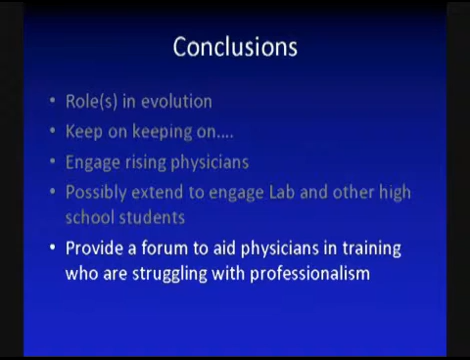 Conclusions
• Role(s) in evolution
• Keep on keeping on....
• Engage rising physicians
• Possibly extend to engage Lab and other high
school students
• Provide a forum to aid physicians in training
who are struggling with professionalism